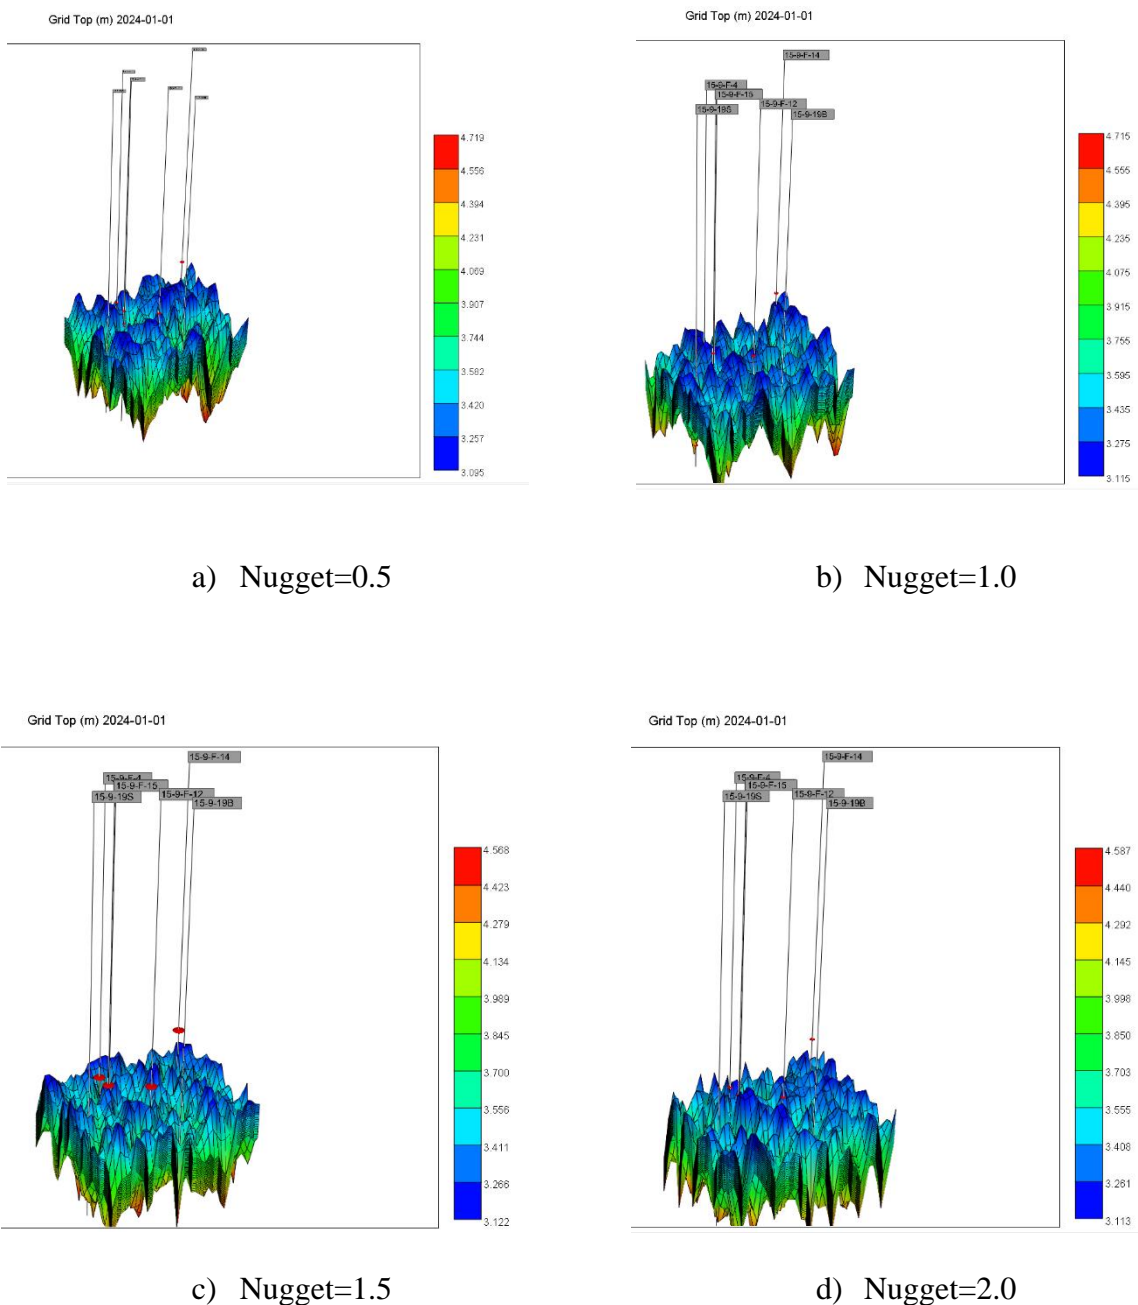 Grid Top (m) 2024-01-01
4.719
4.556
4.394
4.231
4.069
3.907
3.744
3.582
3.420
3.257
3.095
a) Nugget=0.5
Grid Top (m) 2024-01-01
15-9-F-14
15-9-F-4
15-9-F-15
15-9-F-12
15-9-19S
15-9-19B
4.715
4.555
4.395
4.235
4.075
3.915
3.755
3.595
3.435
3.275
3.115
b) Nugget=1.0
Grid Top (m) 2024-01-01
15-9-F-14
15-9-F-4
15-9-F-15
15-9-19S
15-9-F-12
15-9-19B
4.568
4.423
4.279
4.134
3.989
3.845
3.700
3.556
3.411
3.266
3.122
c) Nugget=1.5
Grid Top (m) 2024-01-01
15-9-F-14
15-9-F-4
15-9-F-15
15-9-19S
15-9-F-12
15-9-19B
4.587
4.440
4.292
4.145
3.998
3.850
3.703
3.555
3.408
3.261
3.113
d) Nugget=2.0